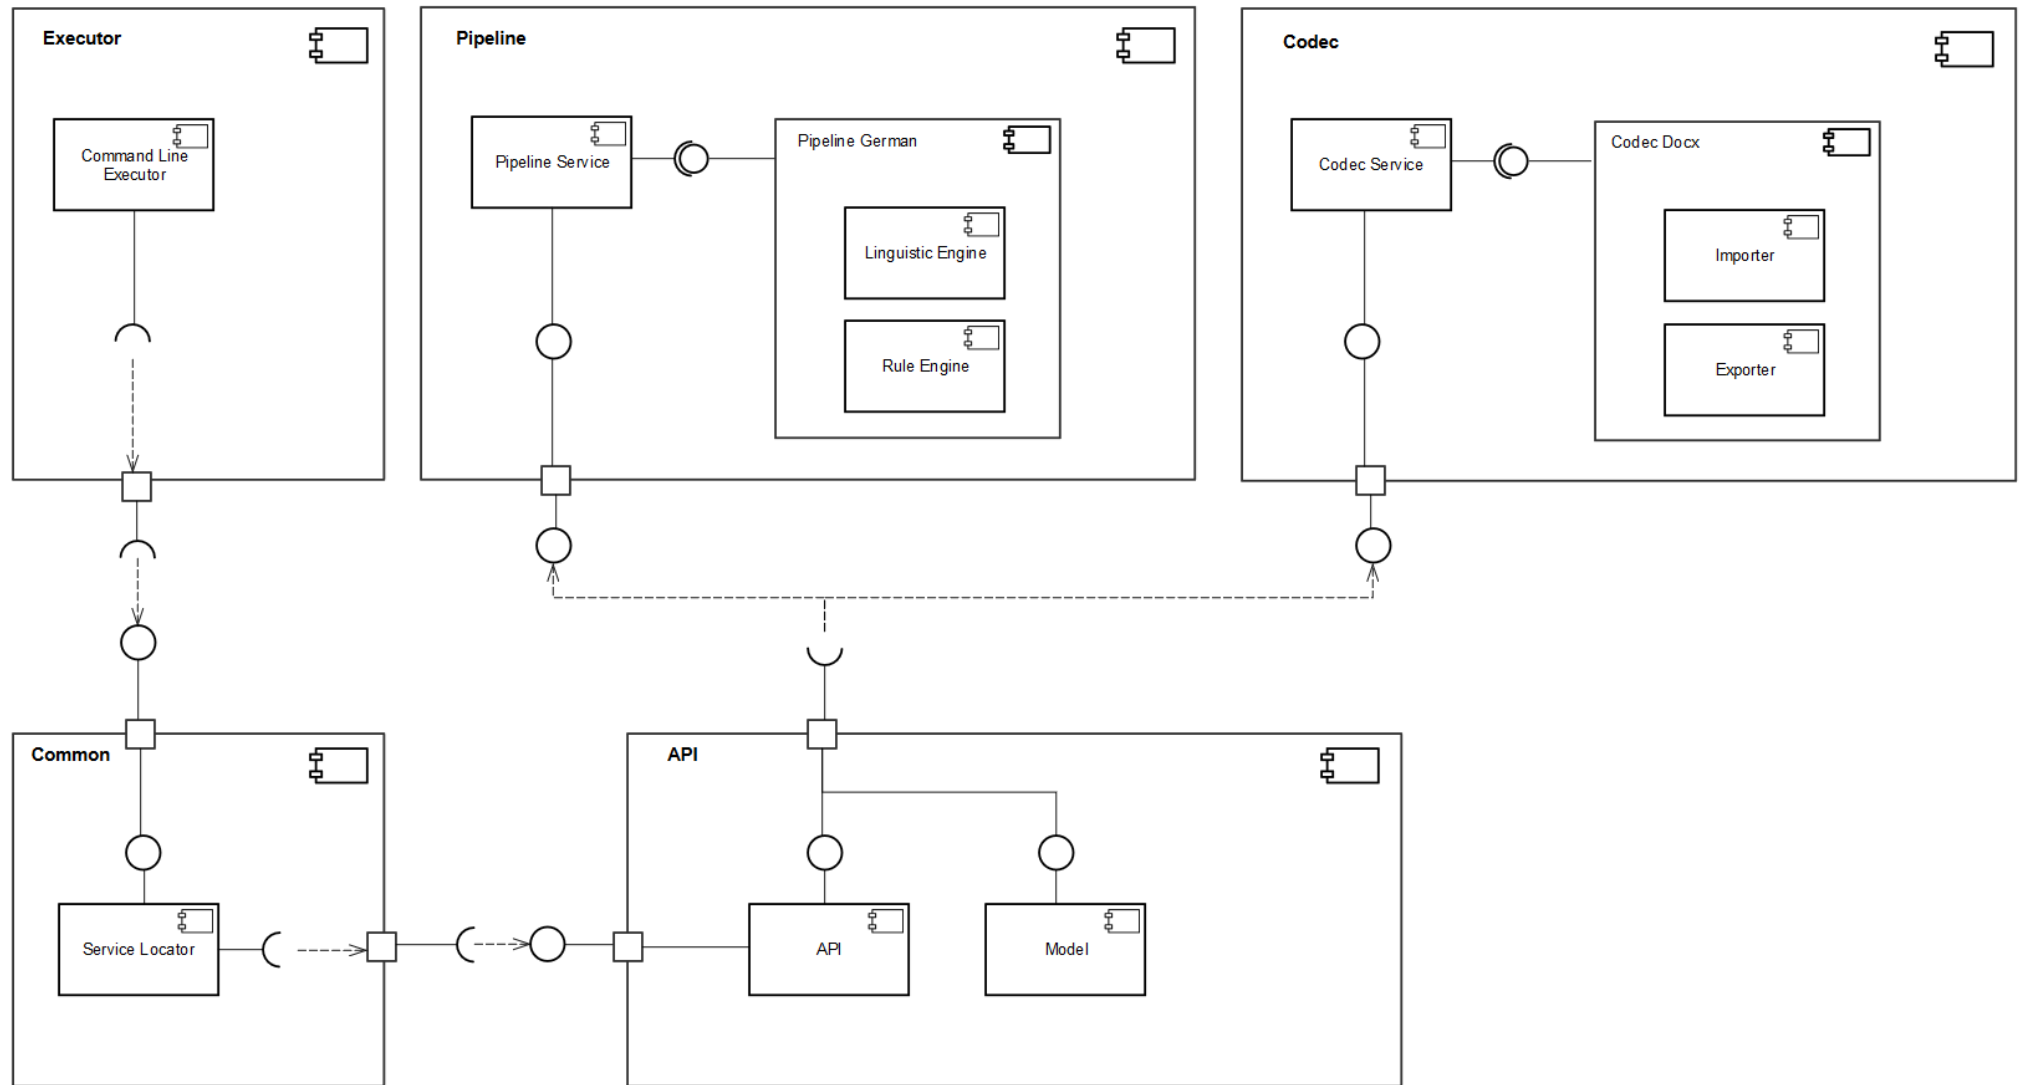 Executor
Command Line
Executor
Pipeline
Pipeline Service
Pipeline German
Linguistic Engine
Rule Engine
Codec
Codec Service
Codec Docx
Importer
Exporter
Common
Service Locator
API
API
Model